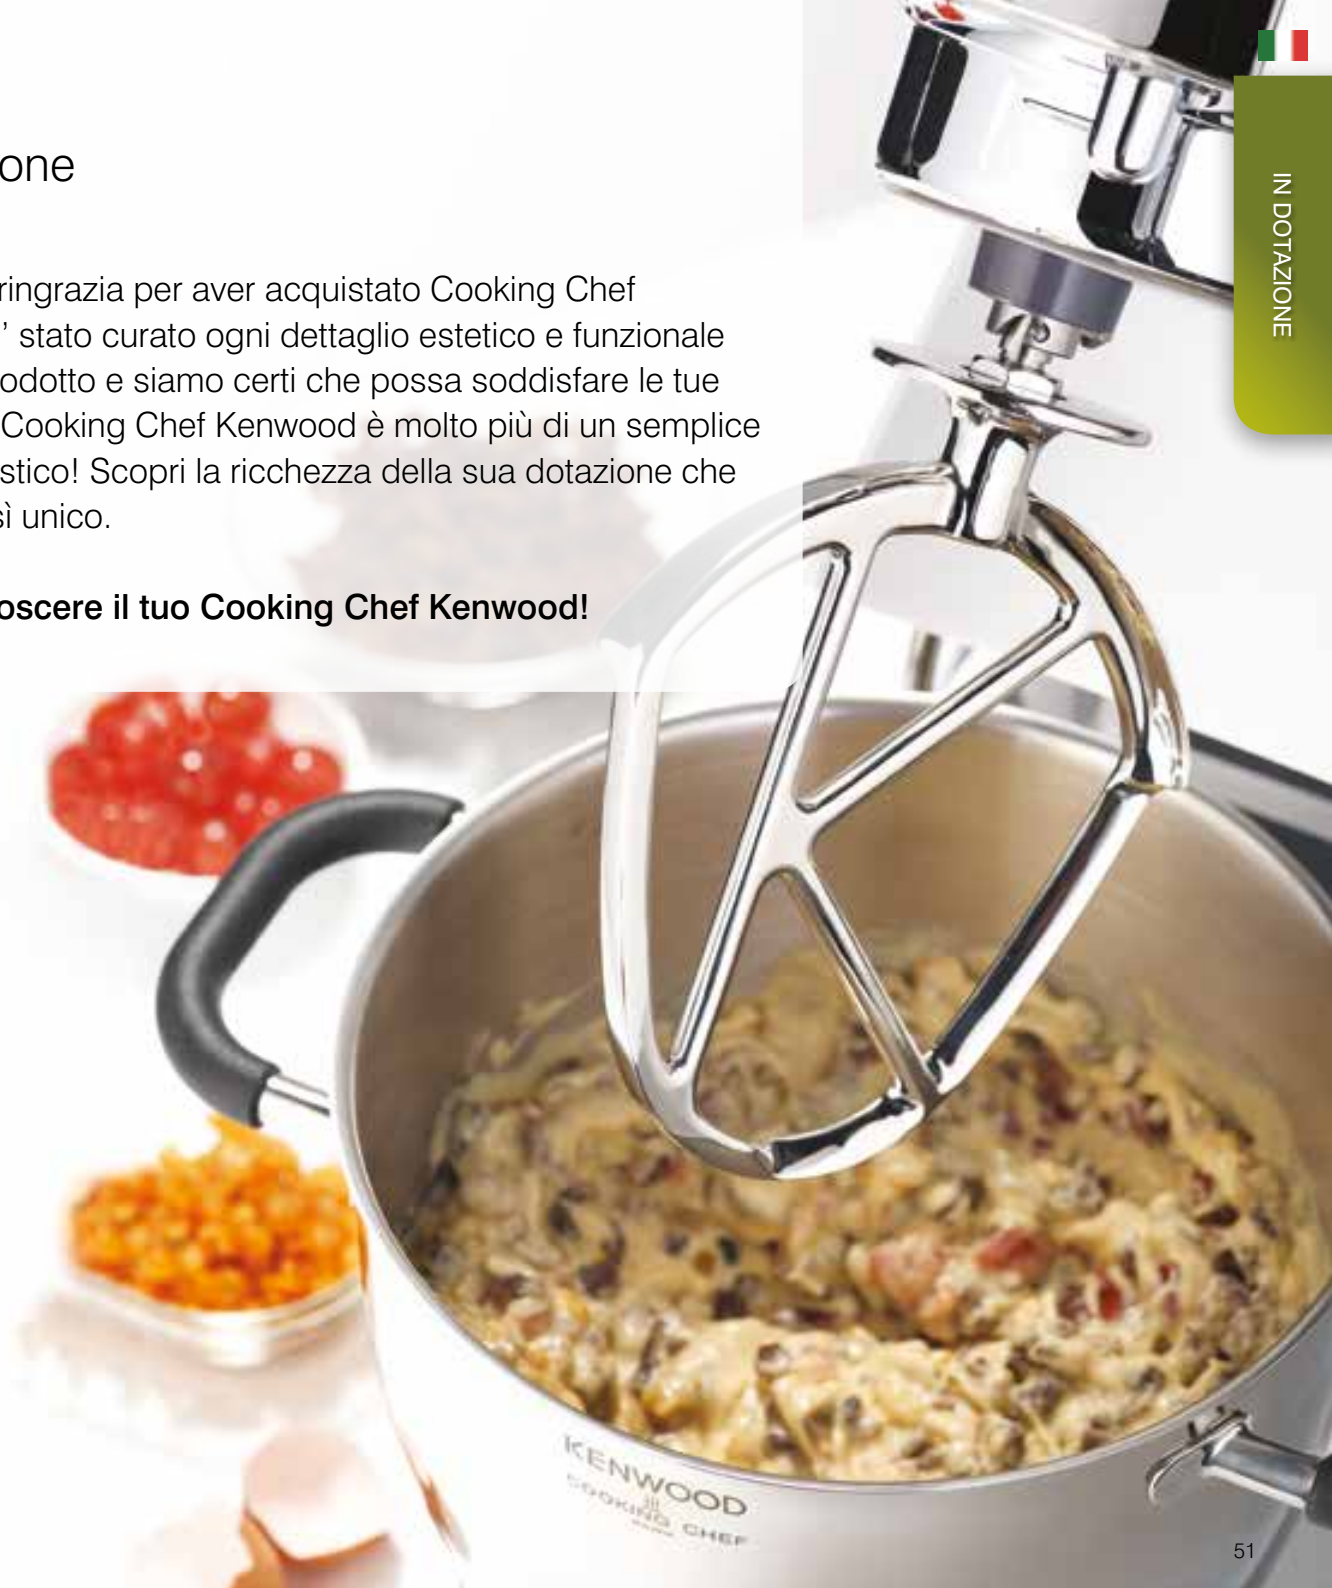 one
ringrazia per aver acquistato Cooking Chef
’ stato curato ogni dettaglio estetico e funzionale
odotto e siamo certi che possa soddisfare le tue
Cooking Chef Kenwood è molto più di un semplice
stico! Scopri la ricchezza della sua dotazione che
sì unico.
oscere il tuo Cooking Chef Kenwood!
IN DOTAZIONE
KENWOOD
COOKING CHEF
51